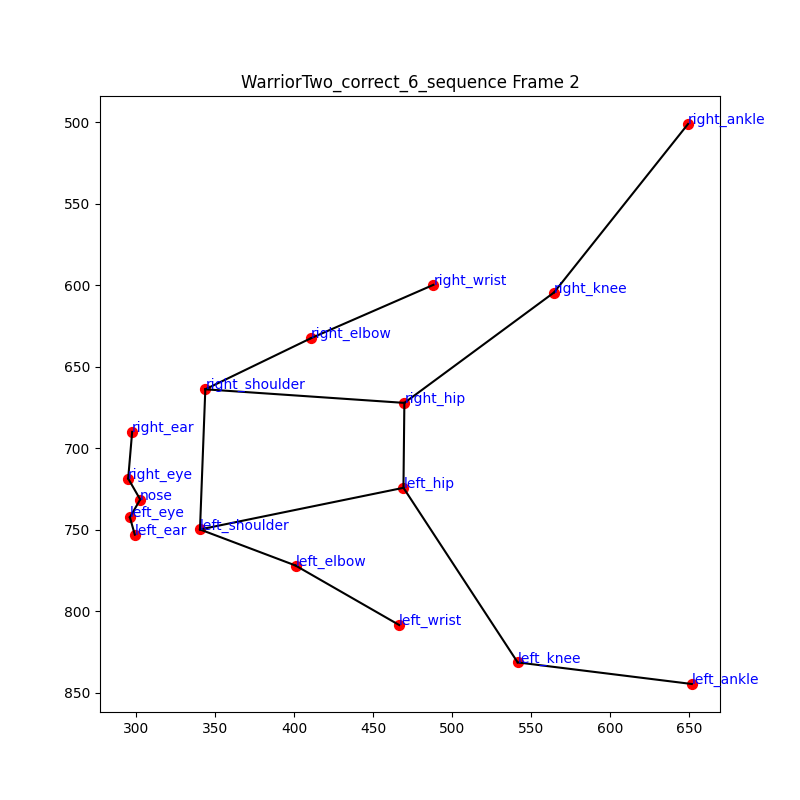 WarriorTwo_correct_6_sequence Frame 2
500
right_ankle
550
right_wrist
600
right_knee
right_elbow
650
right_shoulder
right_hip
right_ear
700
right_eye
left_hip
nose
left_eye
750
left_ear
left_shoulder
left_elbow
800
left_wrist
left_knee
left_ankle
850
300 350 400 450 500 550 600 650